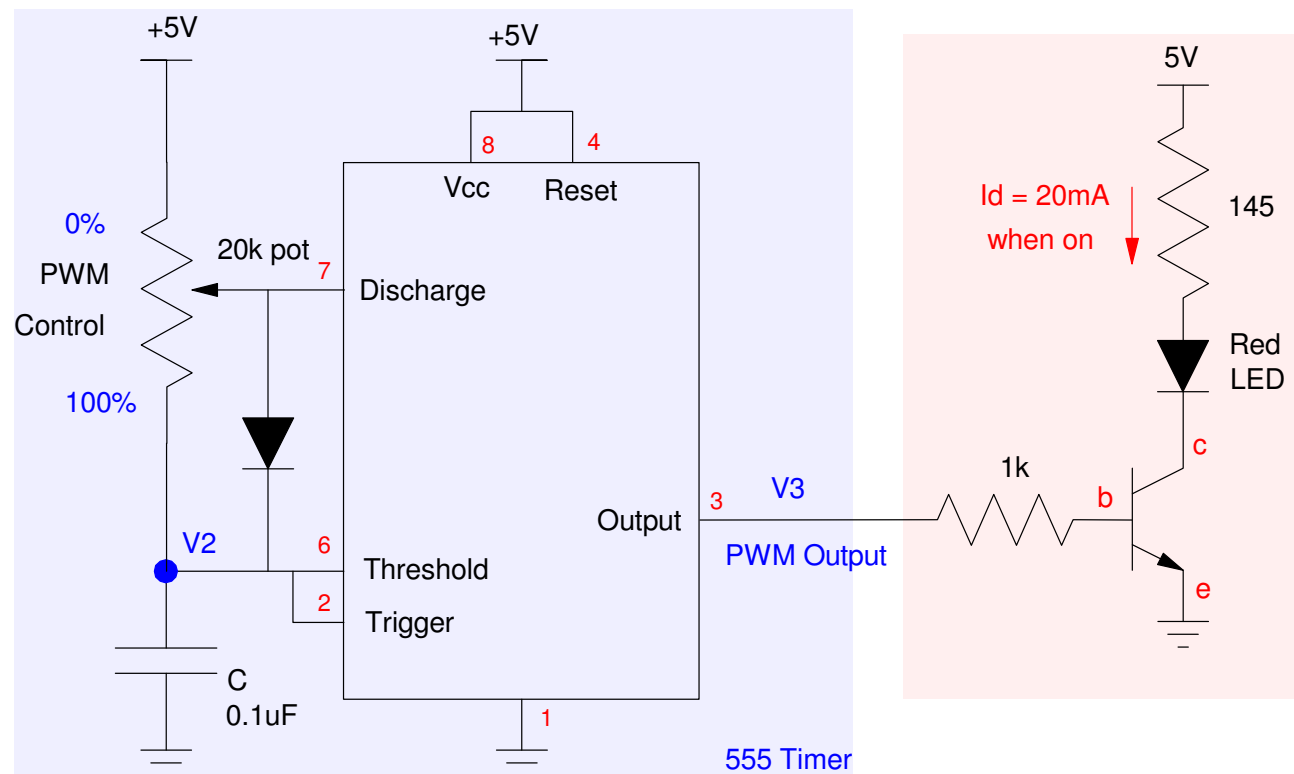 +5V
+5V
5V
8
4
Vcc
Reset
0%
PWM
Control
100%
20k pot
7
Discharge
Id = 20mA
when on
145
Red
LED
c
1k
b
e
V2
6
Threshold
2
Trigger
Output
3
V3
PWM Output
C
0.1uF
1
555 Timer